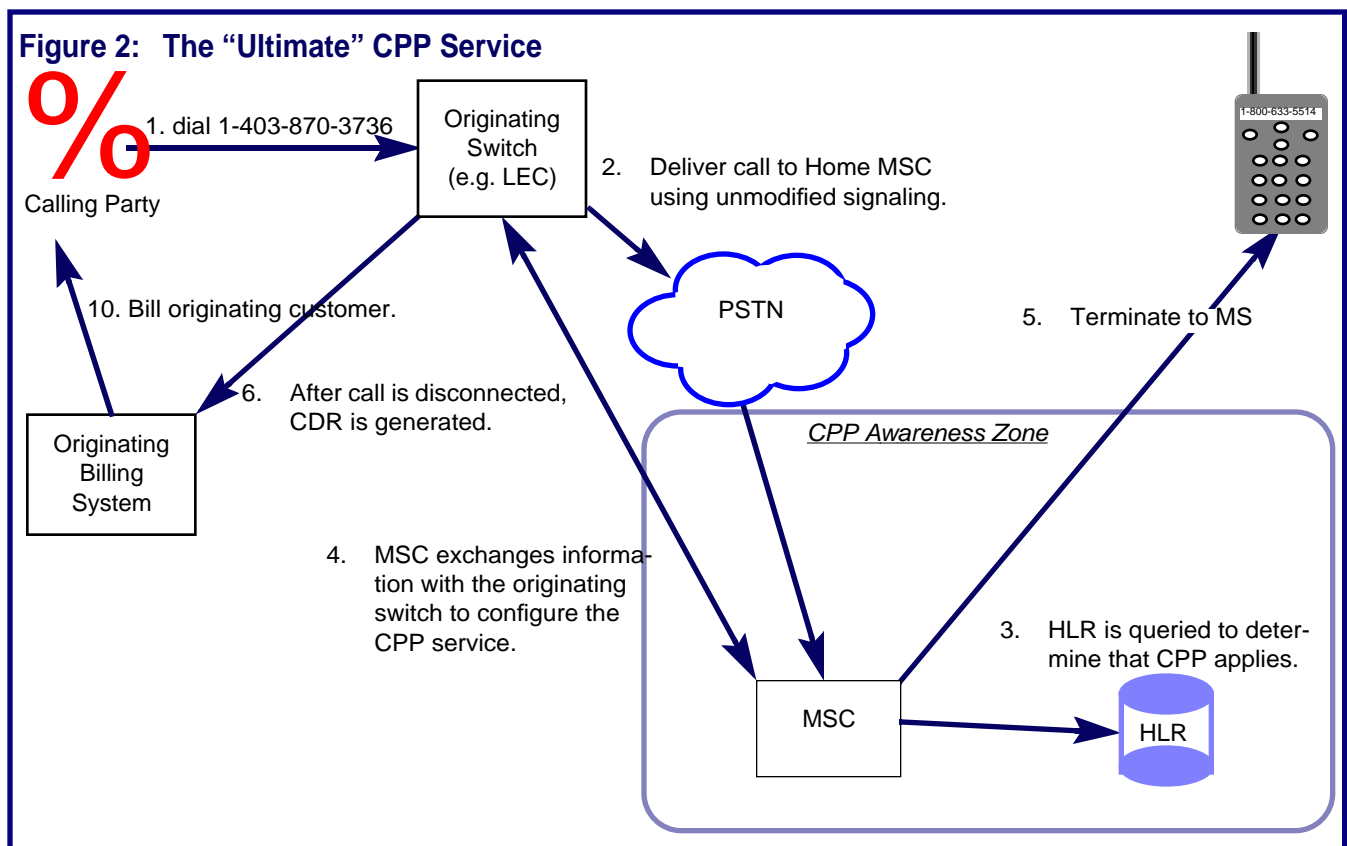 Figure 2: The “Ultimate” CPP Service
%
1. dial 1-403-870-3736
Calling Party
Originating
Switch
(e.g. LEC)
2. Deliver call to Home MSC
using unmodified signaling.
1-800-633-5514
PSTN
10. Bill originating customer.
5. Terminate to MS
6. After call is disconnected,
CDR is generated.
Originating
Billing
System
CPP Awareness Zone
4. MSC exchanges informa-
tion with the originating
switch to configure the
CPP service.
3. HLR is queried to deter-
mine that CPP applies.
MSC
HLR